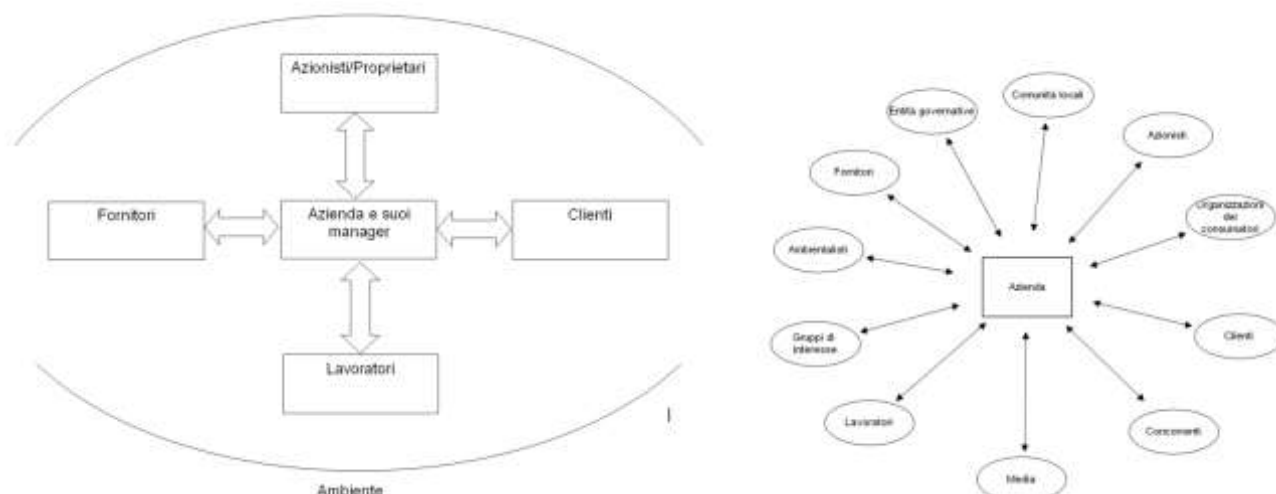 Azionisti/Proprietari
Fornitori
Azienda e suoi
manager
Clienti
Lavoratori
Ambiente
Comunità locali
Entità governative
Azionisti
Fornitori
Organizzazioni
dei
consumatori
Ambientalisti
Azienda
Gruppi di
interesse
Clienti
Lavoratori
Concorrenti
Media